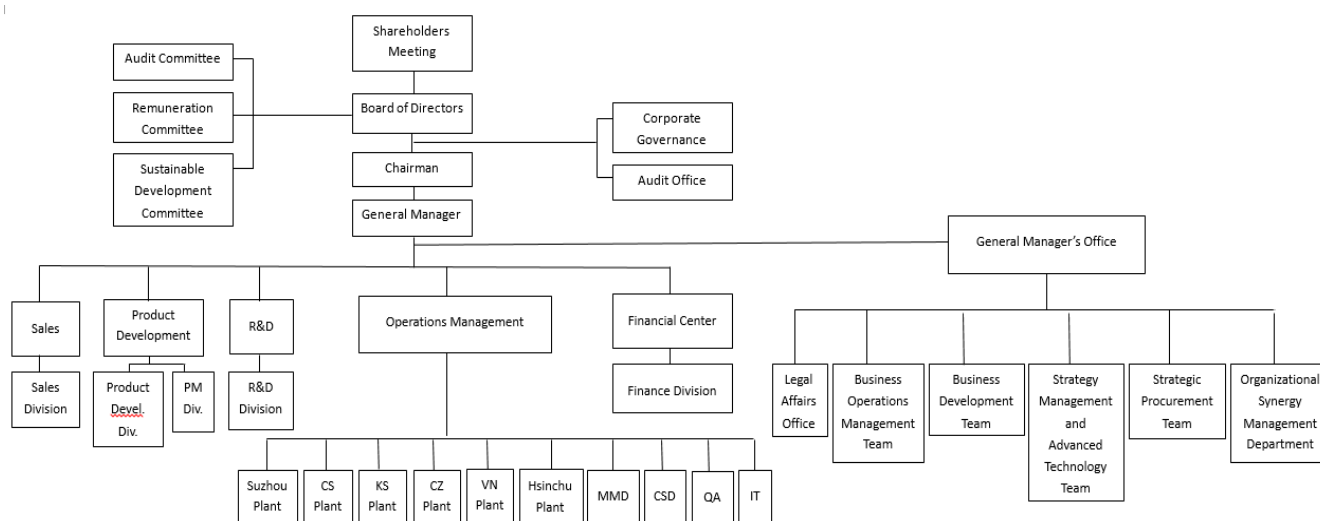 Shareholders
Meeting
Audit Committee
Remuneration
Committee
Sustainable
Development
Committee
Board of Directors
Corporate
Governance
Audit Office
Chairman
General Manager
General Manager's Office
Sales
Product
Development
R&D
Operations Management
Financial Center
Sales
Division
Product
Devel.
Div.
PM
Div.
R&D
Division
Finance Division
Legal
Affairs
Office
Business
Operations
Management
Team
Business
Development
Team
Strategy
Management
and
Advanced
Technology
Team
Strategic
Procurement
Team
Organizational
Synergy
Management
Department
Suzhou
Plant
CS
Plant
KS
Plant
CZ
Plant
VN
Plant
Hsinchu
Plant
MMD
CSD
QA
IT